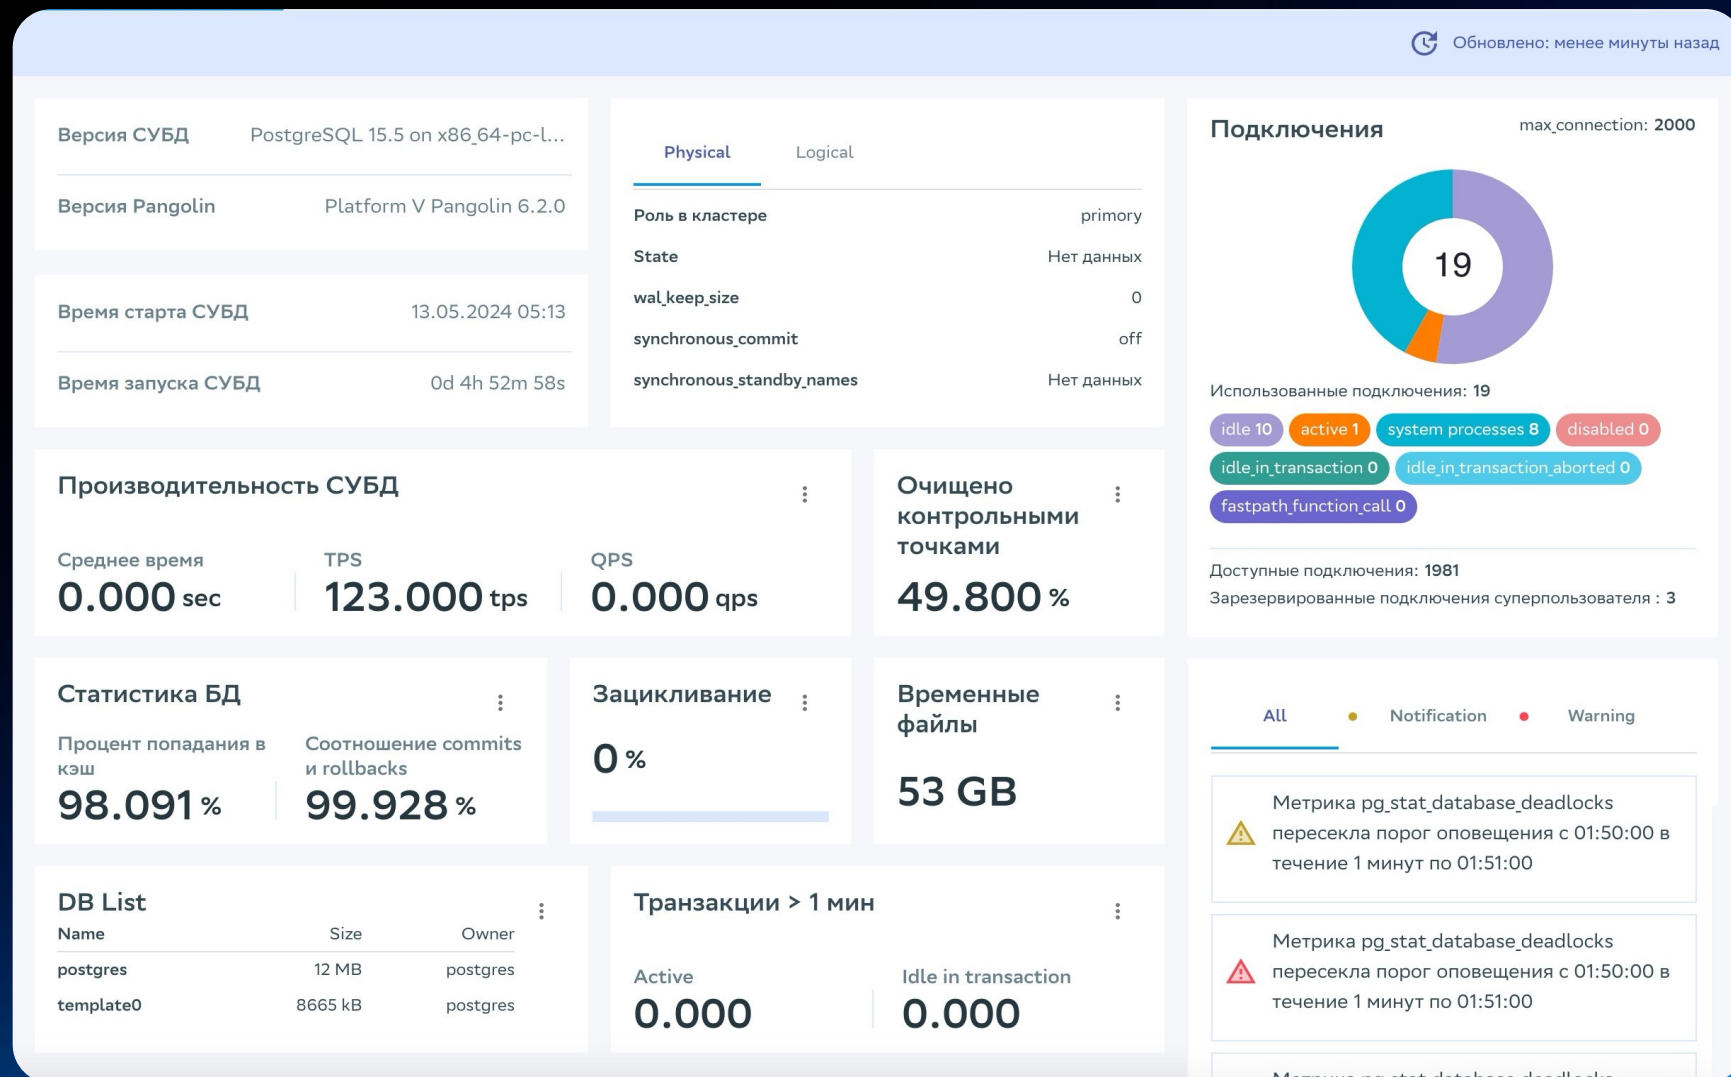 Обновлено: менее минуты назад
Версия СУБД PostgreSQL 15.5 on x86_64-pc-l...
Версия Pangolin Platform V Pangolin 6.2.0
Время старта СУБД 13.05.2024 05:13
Время запуска СУБД 0d 4h 52m 58s
Physical Logical
Роль в кластере primory
State Нет данных
wal_keep_size 0
synchronous_commit off
synchronous_standby_names Нет данных
Подключения max_connection: 2000
19
Использованные подключения: 19
idle 10 active 1 system processes 8 disabled 0
idle_in_transaction 0 idle_in_transaction_aborted 0
fastpath_function_call 0
Доступные подключения: 1981
Зарезервированные подключения суперпользователя : 3
Производительность СУБД
Среднее время TPS QPS
0.000 sec 123.000 tps 0.000 qps
Очищено
контрольными
точками
49.800 %
Статистика БД
Процент попадания в
кэш
98.091 %
Соотношение commits
и rollbacks
99.928 %
Зацикливание
0 %
Временные
файлы
53 GB
All Notification Warning
Метрика pg_stat_database_deadlocks
пересекла порог оповещения с 01:50:00 в
течение 1 минут по 01:51:00
Метрика pg_stat_database_deadlocks
пересекла порог оповещения с 01:50:00 в
течение 1 минут по 01:51:00
DB List
Name Size Owner
postgres 12 MB postgres
template0 8665 kB postgres
Транзакции > 1 мин
Active Idle in transaction
0.000 0.000